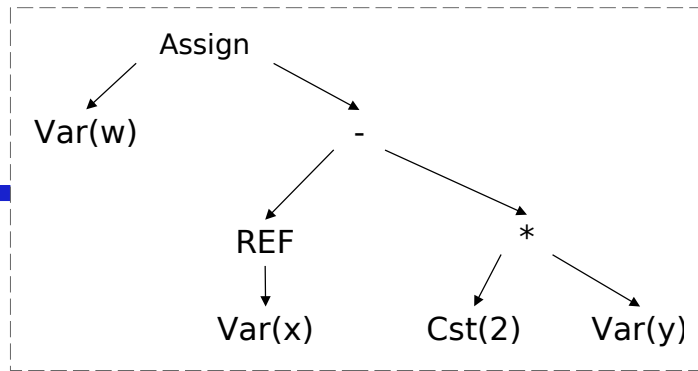 Assign
Var(w)
-
REF
*
Var(x)
Cst(2)
Var(y)